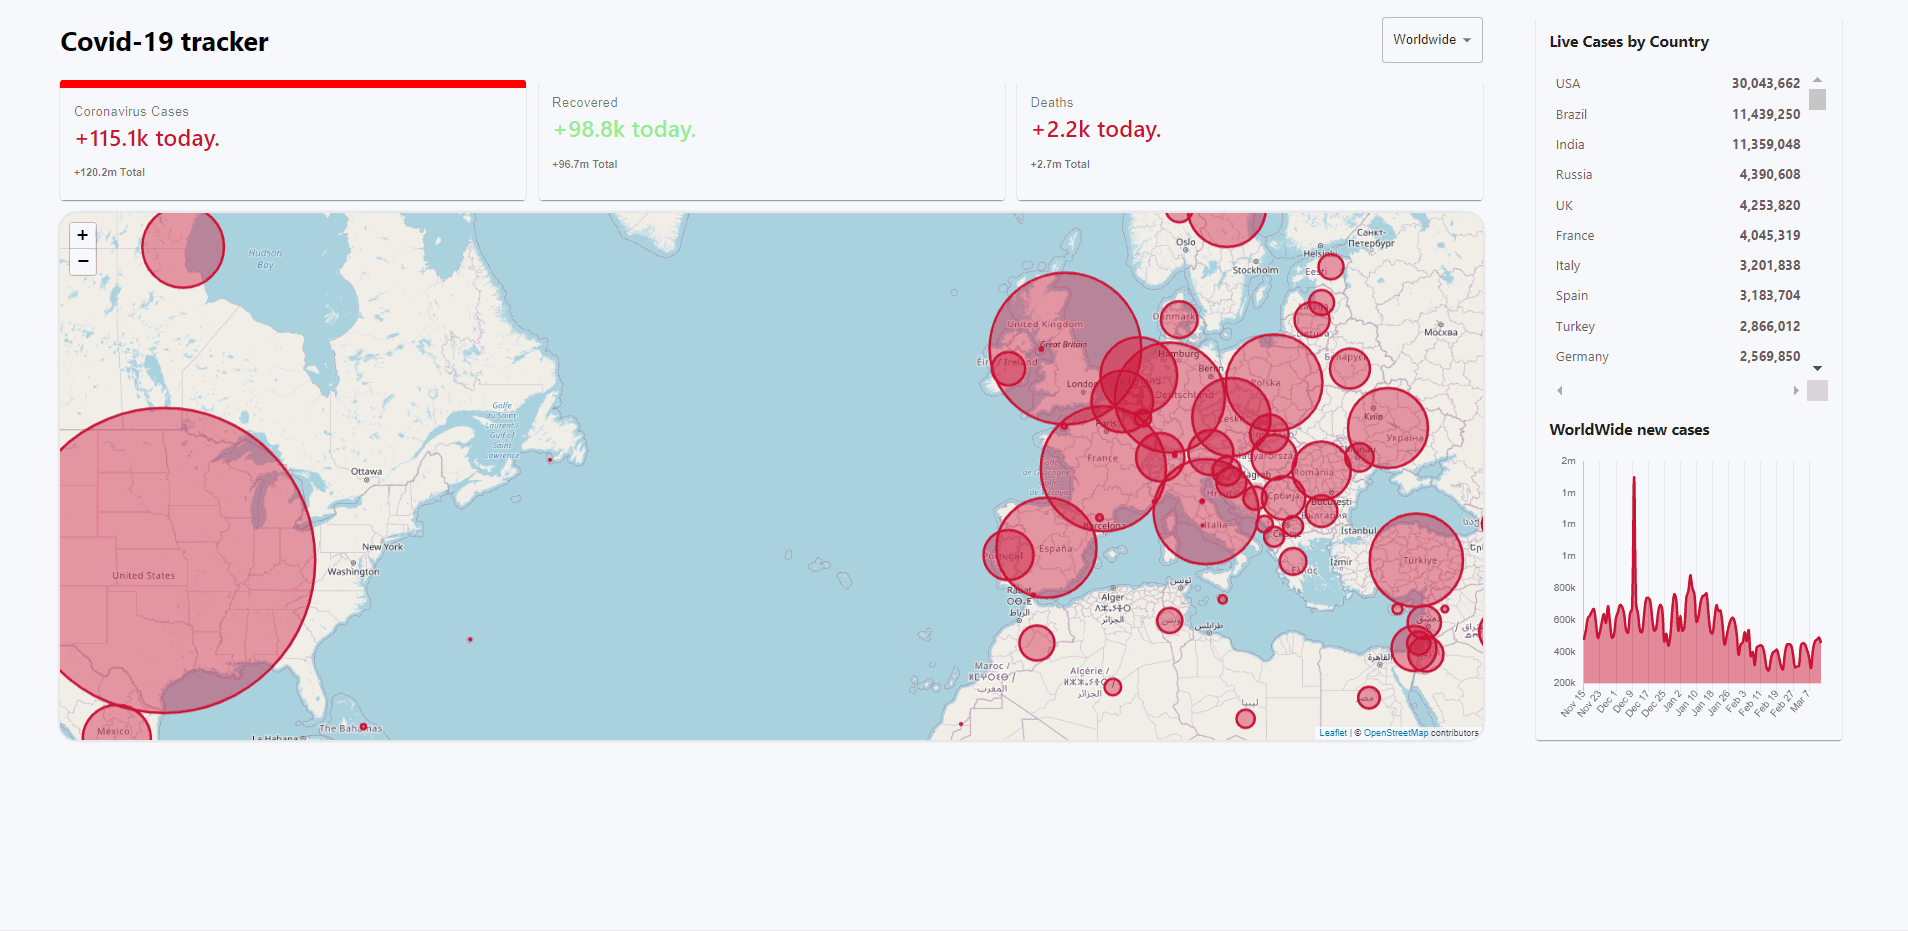 Covid-19 tracker
Worldwide
Coronavirus Cases
+115.1k today.
+120.2m Total
Recovered
+98.8k today.
+96.7m Total
Deaths
+2.2k today.
+2.7m Total
+
−
Hudson
Bay
Golfe
du Saint-
Laurent /
Gulf of
Saint
Lawrence
Ottawa
New York
Washington
United States
México
La Habana
The Bahamas
Oslo
Stockholm
Санкт-
Петербург
Москва
United Kingdom
Great Britain
Éire / Ireland
Danmark
Hamburg
Berlin
Polska
Deutschland
Paris
France
Barcelona
España
Portugal
Italia
România
București
България
Србија
Київ
Україна
İstanbul
İzmir
Türkiye
Ελλάς
Rabat
ⵔⴱⴰⵟ
الرباط
Alger
الجزائر
تونس
طرابلس
Maroc /
المغرب
Algérie /
الجزائر
ليبيا
القاهرة
مصر
دمشق
Leaflet | © OpenStreetMap contributors
Live Cases by Country
USA 30,043,662
Brazil 11,439,250
India 11,359,048
Russia 4,390,608
UK 4,253,820
France 4,045,319
Italy 3,201,838
Spain 3,183,704
Turkey 2,866,012
Germany 2,569,850
WorldWide new cases
2m
1m
1m
1m
800k
600k
400k
200k
Nov 15
Nov 23
Dec 1
Dec 9
Dec 17
Dec 25
Jan 2
Jan 10
Jan 18
Jan 26
Feb 3
Feb 11
Feb 19
Feb 27
Mar 7